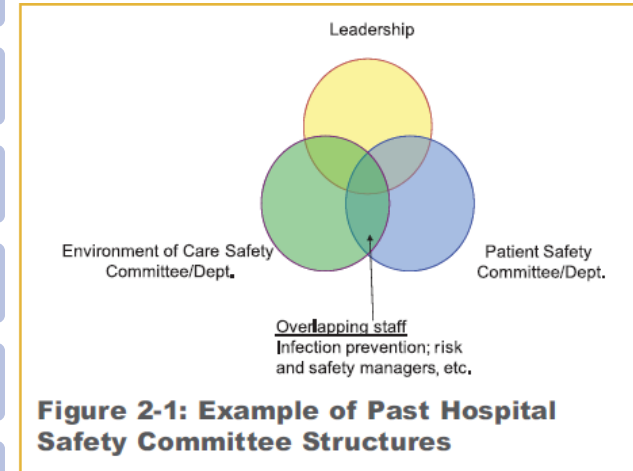 Leadership
Environment of Care Safety
Committee/Dept.
Patient Safety
Committee/Dept.
Overlapping staff
Infection prevention; risk
and safety managers, etc.
Figure 2-1: Example of Past Hospital
Safety Committee Structures